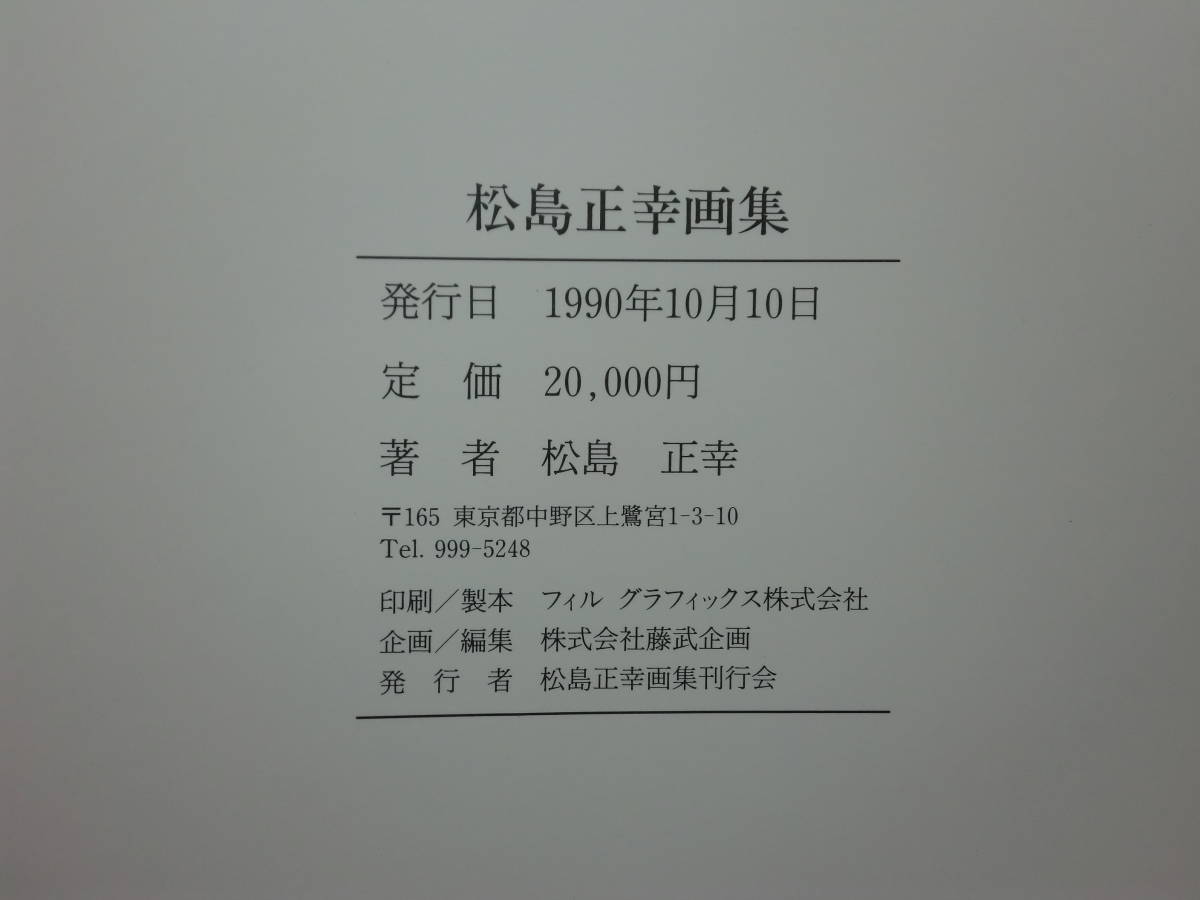 松島正幸画集
発行日　1990年10月10日
定　価　20,000円
著　者　松島　正幸
〒165 東京都中野区上鷺宮1-3-10
Tel. 999-5248
印刷／製本　フィル グラフィックス株式会社
企画／編集　株式会社藤武企画
発　行　者　松島正幸画集刊行会